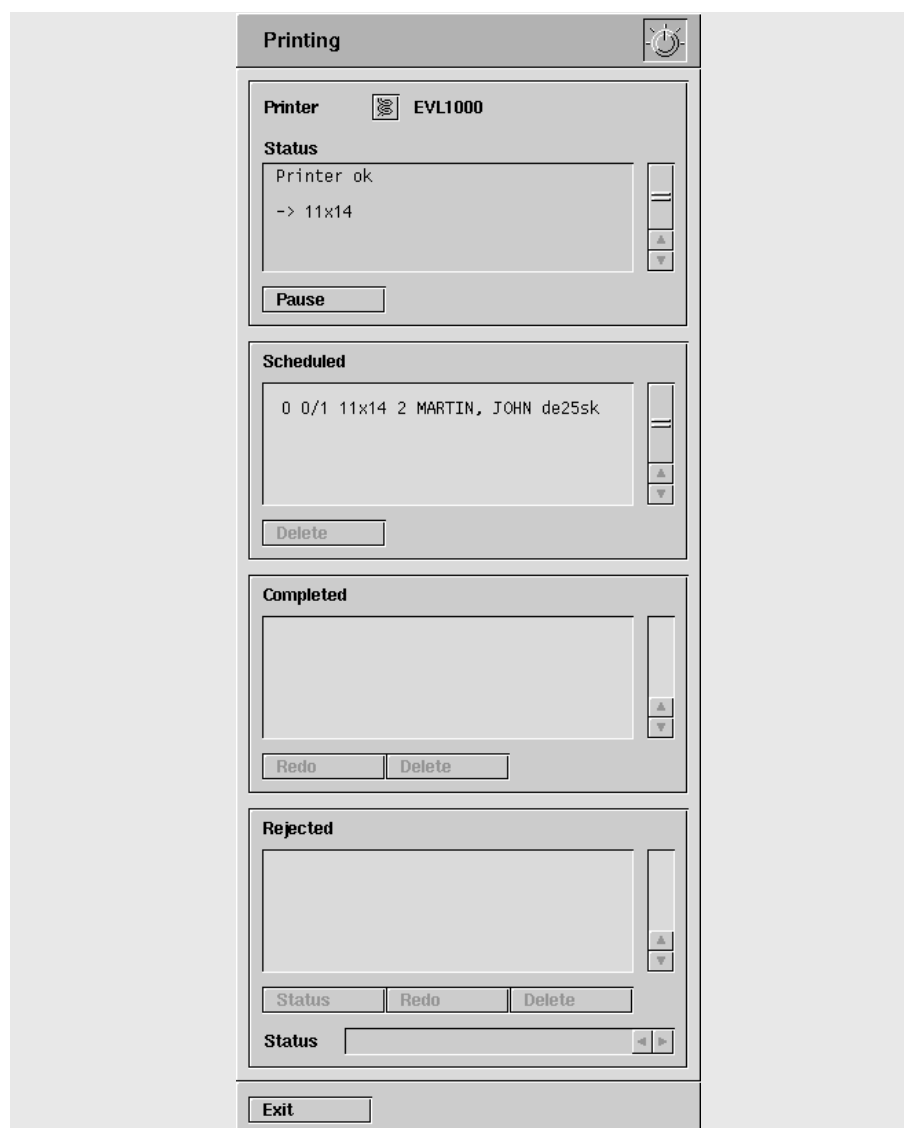 Printing
Printer EVL1000
Status
Printer ok
-> 11x14
Pause
Scheduled
0 0/1 11x14 2 MARTIN, JOHN de25sk
Delete
Completed
Redo Delete
Rejected
Status Redo Delete
Status
Exit